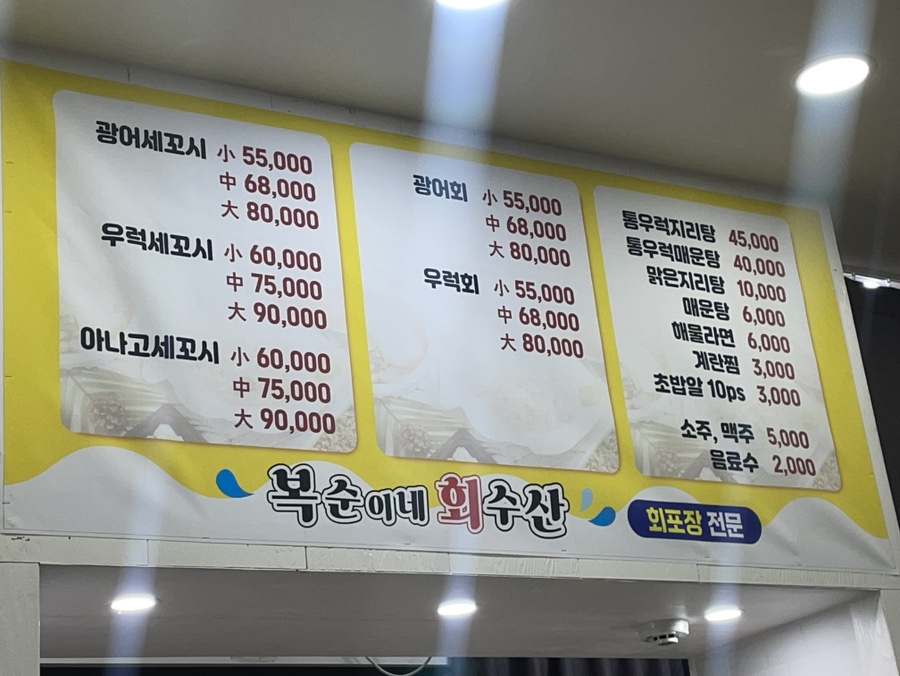 광어세꼬시 小 55,000
中 68,000
大 80,000
우럭세꼬시 小 60,000
中 75,000
大 90,000
아나고세꼬시 小 60,000
中 75,000
大 90,000
광어회 小 55,000
中 68,000
大 80,000
우럭회 小 55,000
中 68,000
大 80,000
통우럭지리탕 45,000
통우럭매운탕 40,000
맑은지리탕 10,000
매운탕 6,000
해물라면 6,000
계란찜 3,000
초밥알 10ps 3,000
소주, 맥주 5,000
음료수 2,000
복순이네 회수산
회포장 전문